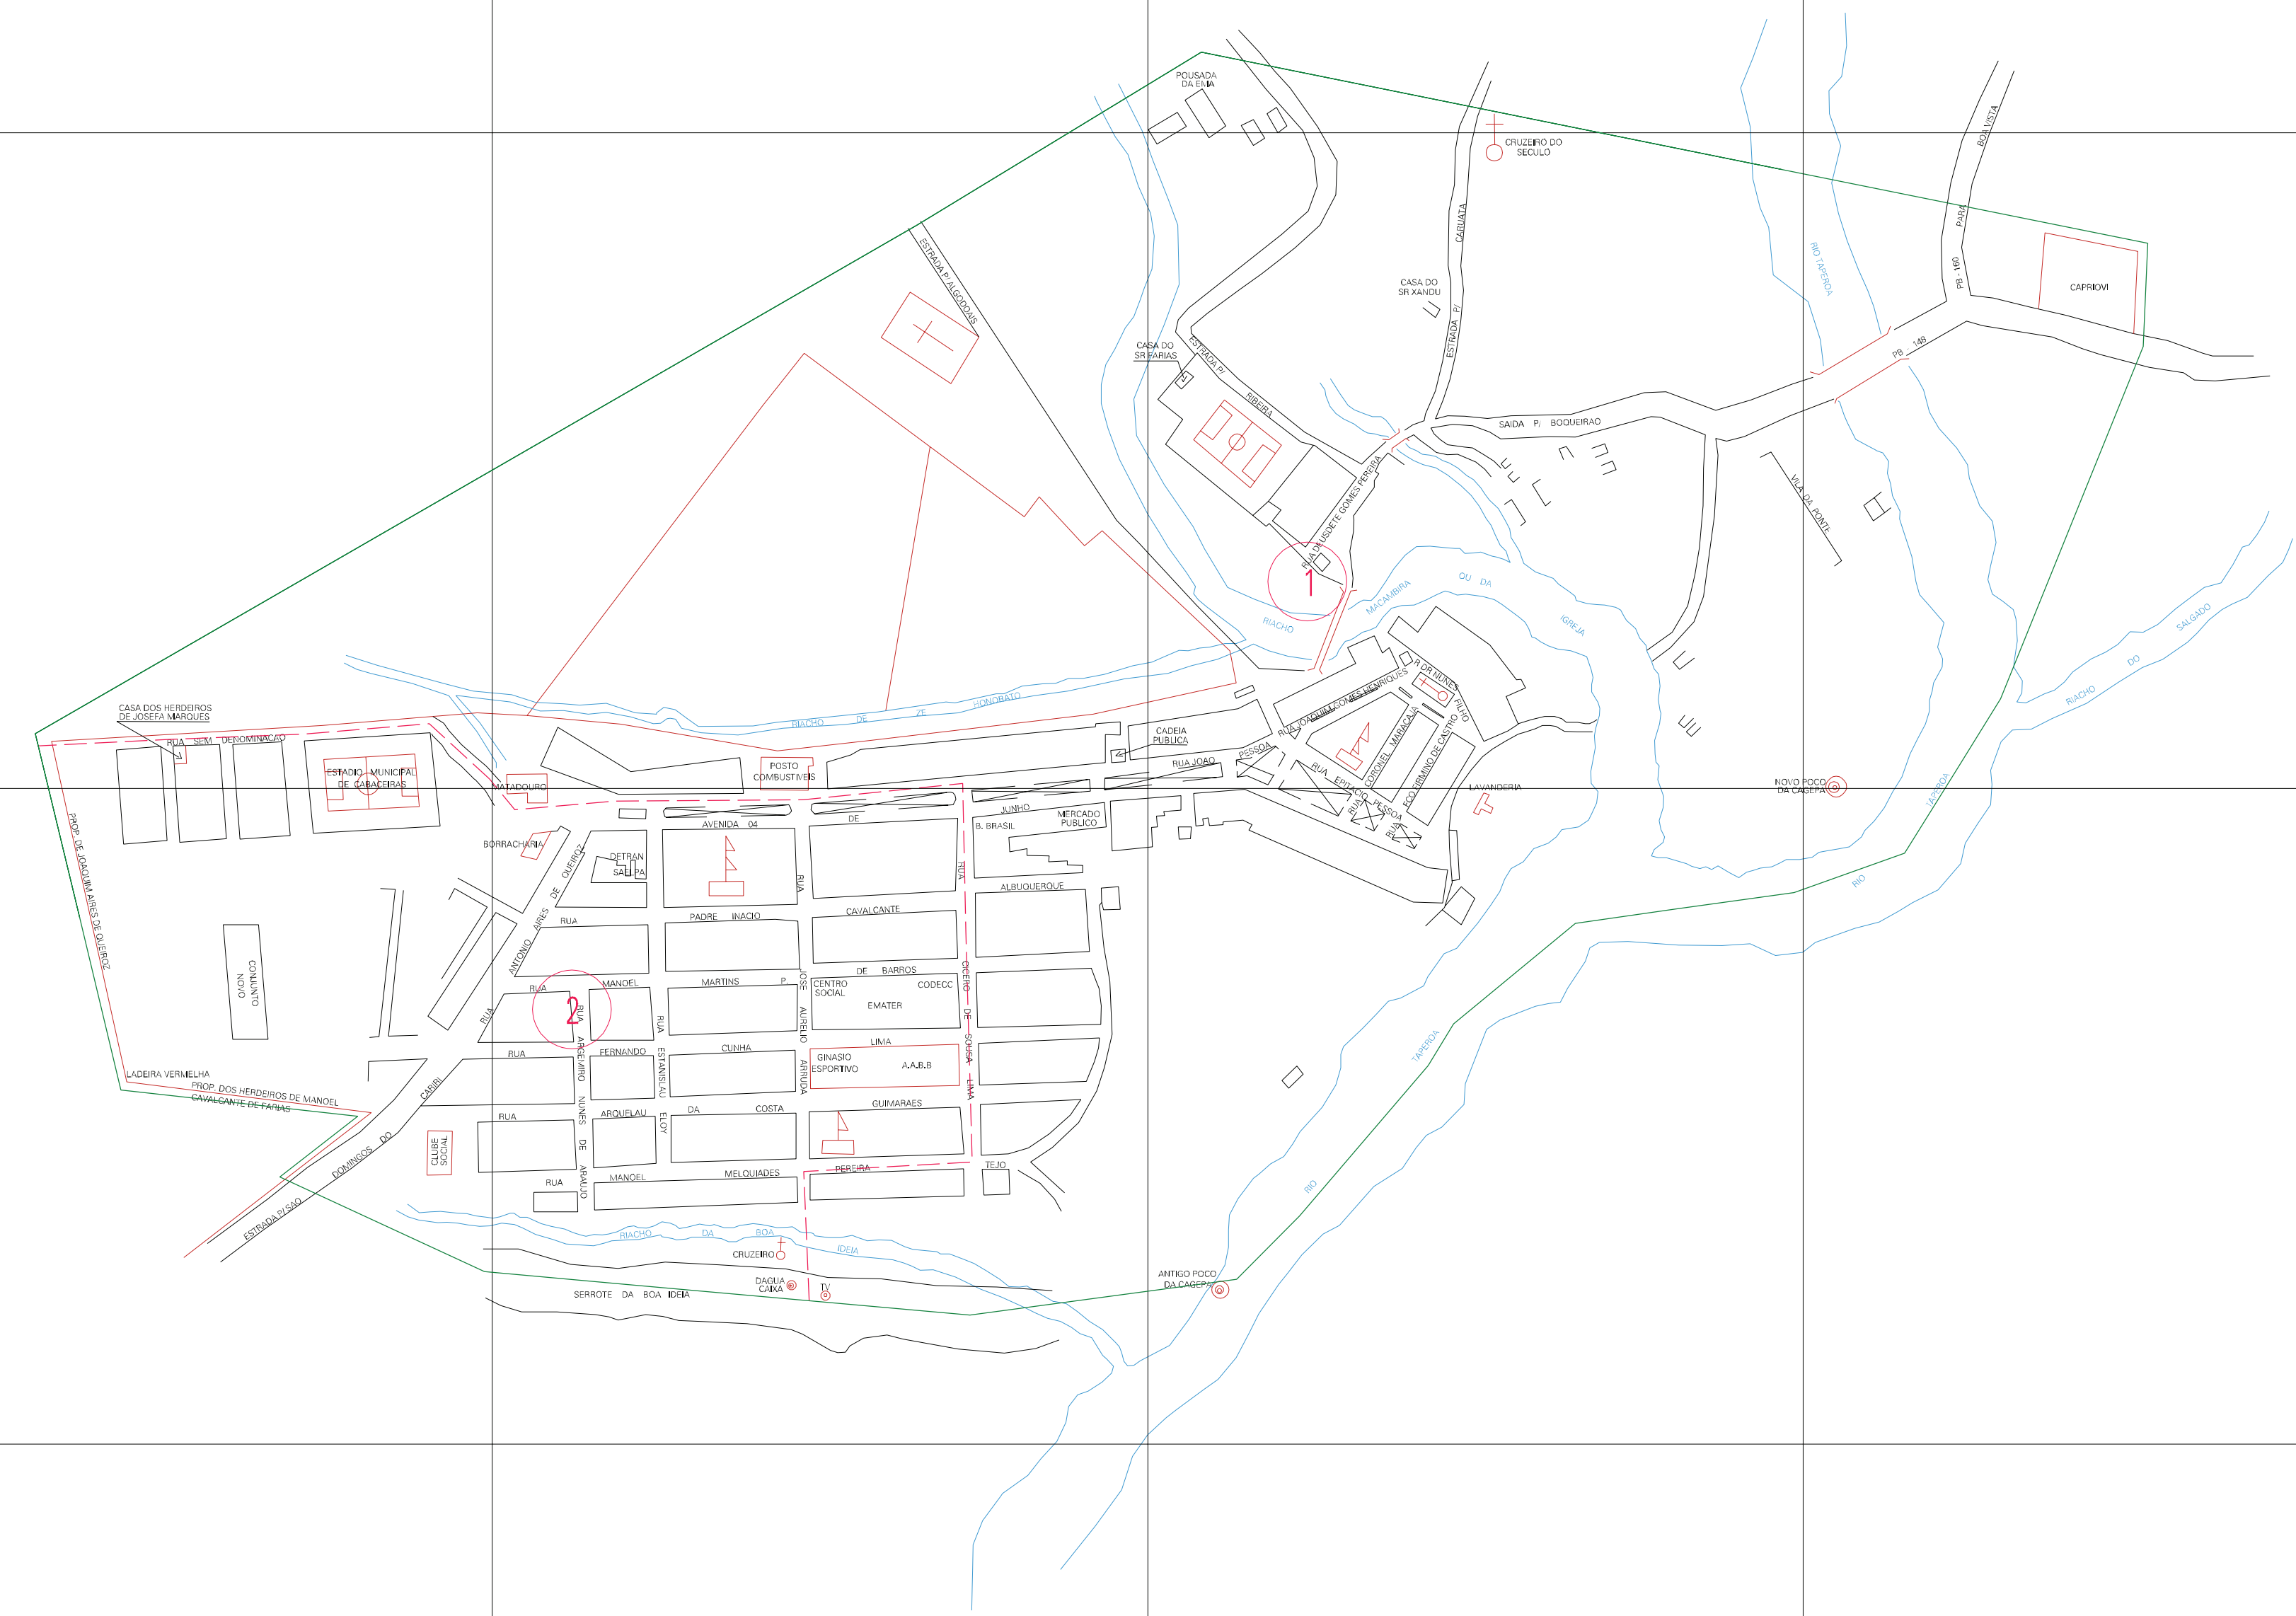 POUSADA
DA EMA
CRUZEIRO DO
SECULO
BOA VISTA
PARA
PB - 160
CARUATA
ESTRADA P/
ESTRADA P/ ALGODOAIS
RIO TAPEROA
CASA DO
SR XANDU
CAPRIOVI
CASA DO
SR FARIAS
ESTRADA P/
RIBEIRA
PB - 148
SAIDA P/ BOQUEIRAO
RUA DEUSDETE GOMES PEREIRA
VILA DA PONTE
1
MACAMBIRA
OU DA
IGREJA
RIACHO
SALGADO
DO
RIACHO
R DR NUNES
FILHO
RUA JOAQUIM GOMES HENRIQUES
RIACHO DE ZE HONORATO
CASA DOS HERDEIROS
DE JOSEFA MARQUES
RUA SEM DENOMINACAO
CADEIA
PUBLICA
PESSOA
RUA JOAO
RUA CORONEL MARACAJA
RUA FCO FIRMINO DE CASTRO
RUA EPITACIO PESSOA
ESTADIO MUNICIPAL
DE CABACEIRAS
POSTO
COMBUSTIVEIS
MATADOURO
LAVANDERIA
NOVO POCO
DA CAGEPA
TAPEROA
RIO
PROP. DE JOAQUIM AIRES DE QUEIROZ
AVENIDA 04
DE
JUNHO
B. BRASIL
MERCADO
PUBLICO
BORRACHARIA
DETRAN
SAELPA
RUA ANTONIO AIRES DE QUEIROZ
RUA
PADRE INACIO
CAVALCANTE
ALBUQUERQUE
CONJUNTO
NOVO
RUA
MANOEL
MARTINS P.
DE BARROS
CENTRO
SOCIAL
CODECC
EMATER
2
RUA ARGEMIRO NUNES DE ARAUJO
RUA ESTANISLAU ELOY
RUA JOSE AURELIO ARRUDA
RUA CICERO DE SOUSA LIMA
RUA
FERNANDO
CUNHA
LIMA
GINASIO
ESPORTIVO
A.A.B.B
TAPEROA
RIO
LADEIRA VERMELHA
PROP. DOS HERDEIROS DE MANOEL
CAVALCANTE DE FARIAS
RUA
ARQUELAU
DA COSTA
GUIMARAES
CLUBE
SOCIAL
ESTRADA P/ SAO DOMINGOS DO CARIRI
RUA
MANOEL
MELQUIADES
PEREIRA
TEJO
RIACHO DA BOA IDEIA
CRUZEIRO
DAGUA
CAIXA
TV
SERROTE DA BOA IDEIA
ANTIGO POCO
DA CAGEPA